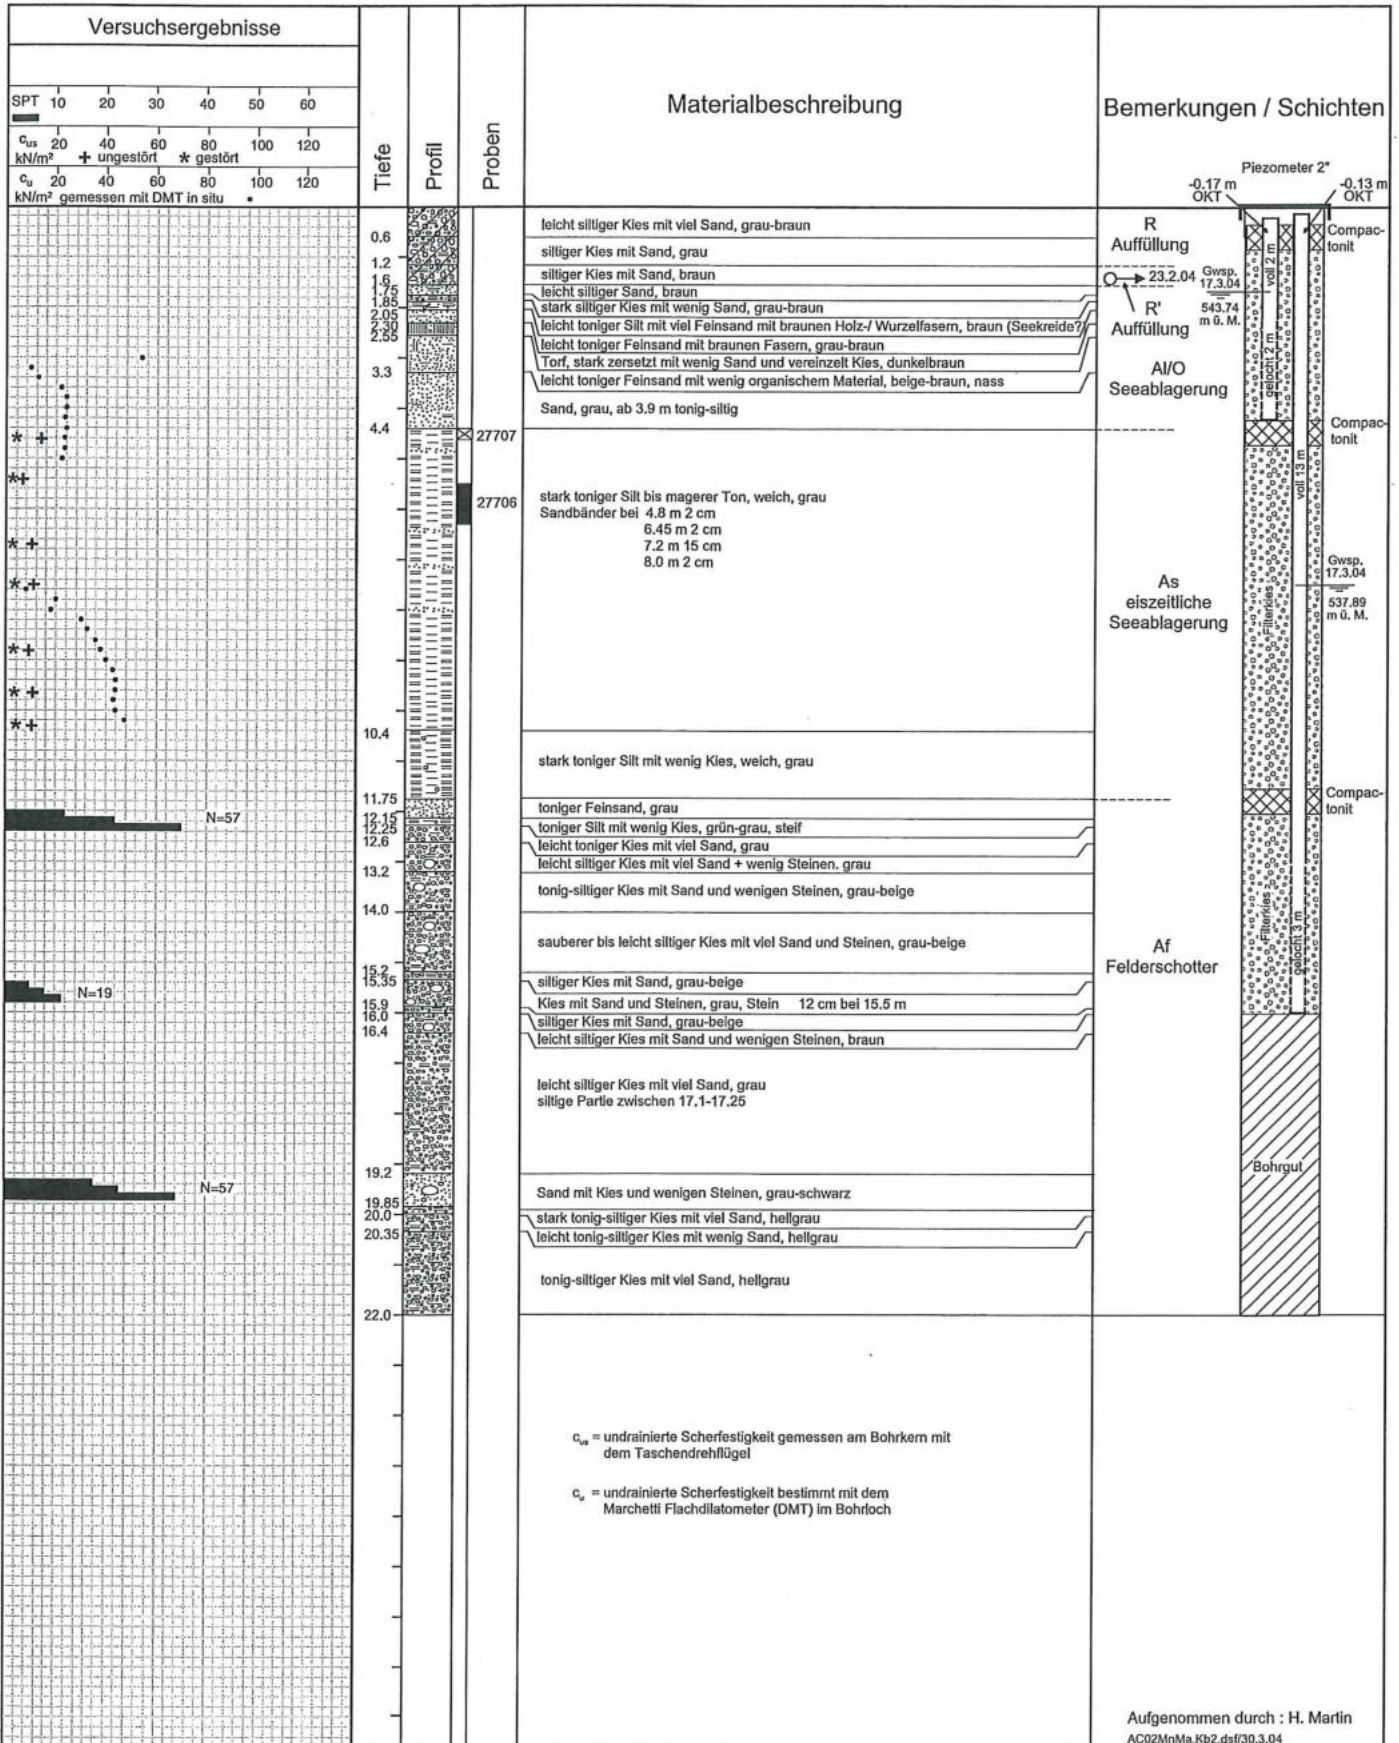 Versuchsergebnisse
SPT 10 20 30 40 50 60
cus 20 40 60 80 100 120
kN/m² + ungestört * gestört
cu 20 40 60 80 100 120
kN/m² gemessen mit DMT in situ •
Tiefe
Profil
Proben
Materialbeschreibung
Bemerkungen / Schichten
Piezometer 2"
-0.17 m
OKT
-0.13 m
OKT
0.6
1.2
1.6
1.75
1.85
2.05
2.30
2.55
3.3
4.4
10.4
11.75
12.15
12.25
12.6
13.2
14.0
15.2
15.35
15.9
16.0
16.4
19.2
19.85
20.0
20.35
22.0
N=57
N=19
N=57
27707
27706
leicht siltiger Kies mit viel Sand, grau-braun
siltiger Kies mit Sand, grau
siltiger Kies mit Sand, braun
leicht siltiger Sand, braun
stark siltiger Kies mit wenig Sand, grau-braun
leicht toniger Silt mit viel Feinsand mit braunen Holz-/ Wurzelfasern, braun (Seekreide?)
leicht toniger Feinsand mit braunen Fasern, grau-braun
Torf, stark zersetzt mit wenig Sand und vereinzelt Kies, dunkelbraun
leicht toniger Feinsand mit wenig organischem Material, beige-braun, nass
Sand, grau, ab 3.9 m tonig-siltig
stark toniger Silt bis magerer Ton, weich, grau
Sandbänder bei 4.8 m 2 cm
6.45 m 2 cm
7.2 m 15 cm
8.0 m 2 cm
stark toniger Silt mit wenig Kies, weich, grau
toniger Feinsand, grau
toniger Silt mit wenig Kies, grün-grau, steif
leicht toniger Kies mit viel Sand, grau
leicht siltiger Kies mit viel Sand + wenig Steinen. grau
tonig-siltiger Kies mit Sand und wenigen Steinen, grau-beige
sauberer bis leicht siltiger Kies mit viel Sand und Steinen, grau-beige
siltiger Kies mit Sand, grau-beige
Kies mit Sand und Steinen, grau, Stein 12 cm bei 15.5 m
siltiger Kies mit Sand, grau-beige
leicht siltiger Kies mit Sand und wenigen Steinen, braun
leicht siltiger Kies mit viel Sand, grau
siltige Partie zwischen 17.1-17.25
Sand mit Kies und wenigen Steinen, grau-schwarz
stark tonig-siltiger Kies mit viel Sand, hellgrau
leicht tonig-siltiger Kies mit wenig Sand, hellgrau
tonig-siltiger Kies mit viel Sand, hellgrau
cus = undrainierte Scherfestigkeit gemessen am Bohrkern mit
dem Taschendrehflügel
cu = undrainierte Scherfestigkeit bestimmt mit dem
Marchetti Flachdilatometer (DMT) im Bohrloch
R
Auffüllung
23.2.04
R'
Auffüllung
Al/O
Seeablagerung
As
eiszeitliche
Seeablagerung
Af
Felderschotter
Gwsp.
17.3.04
543.74
m ü. M.
Compac-
tonit
voll 2 m
gelocht 2 m
Compac-
tonit
voll 13 m
Gwsp.
17.3.04
537.89
m ü. M.
Filterkies
Compac-
tonit
Filterkies
gelocht 3 m
Bohrgut
Aufgenommen durch : H. Martin
AC02MnMa.Kb2.dsf/30.3.04